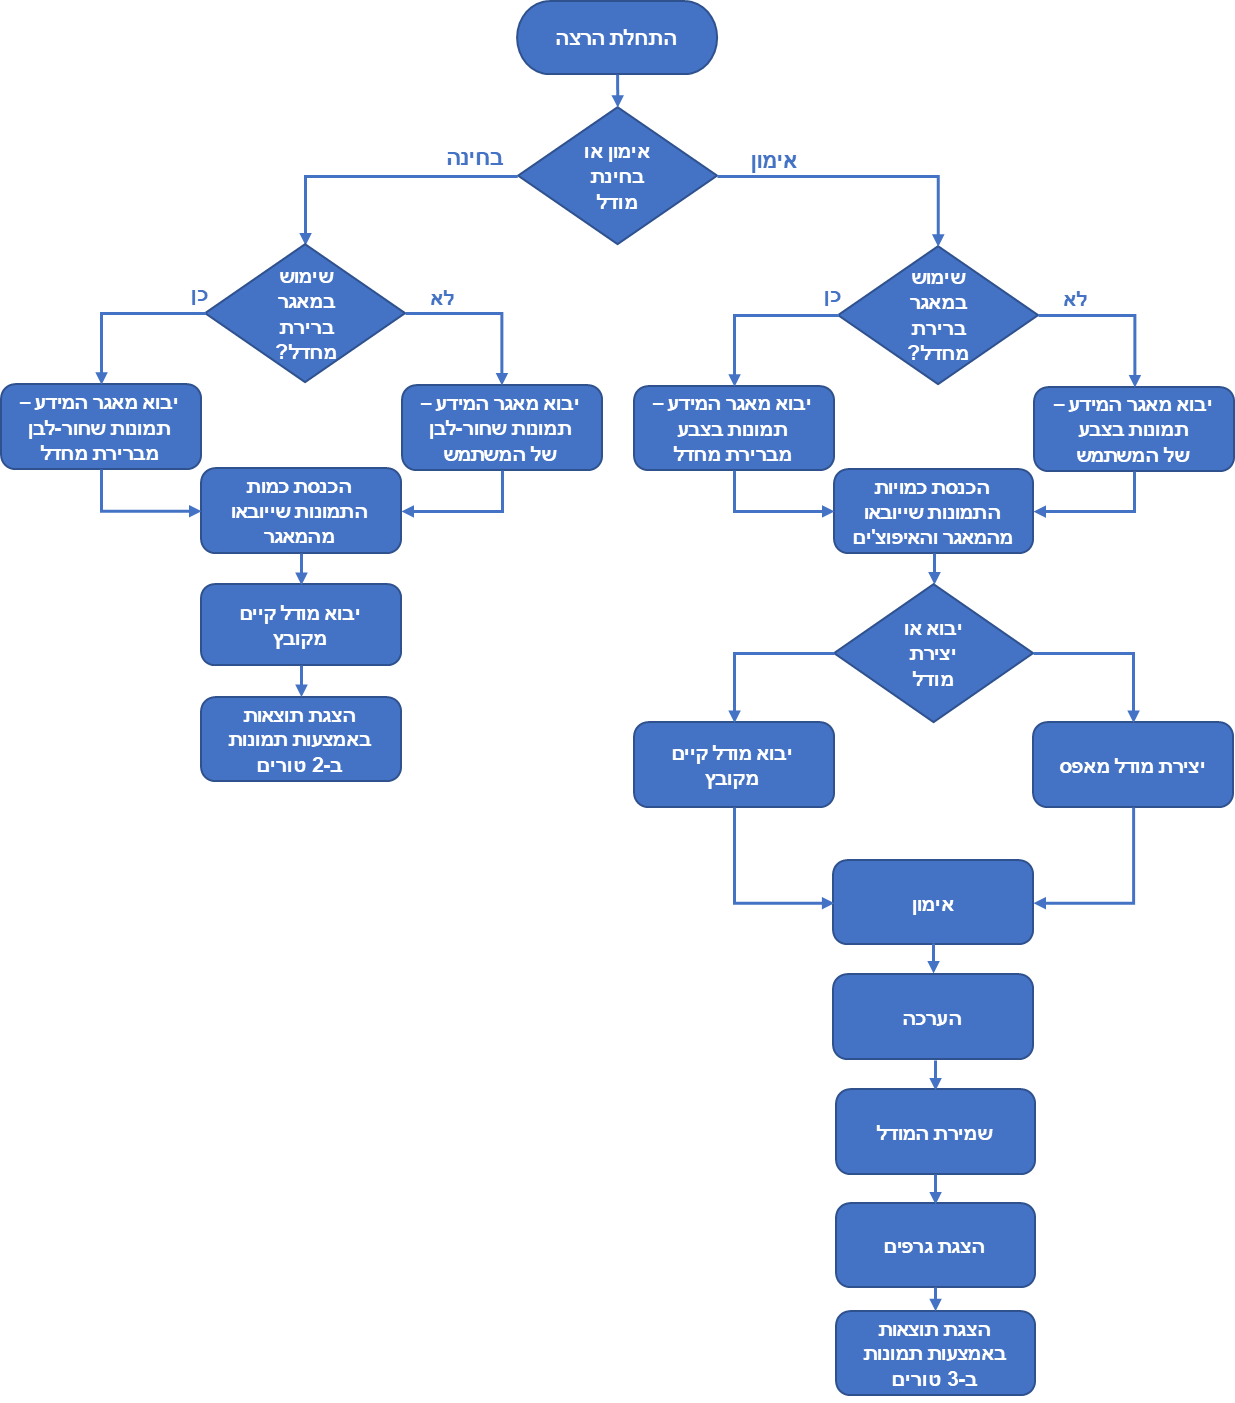 התחלת הרצה
אימון או
בחינת
מודל
אימון
בחינה
שימוש
במאגר
ברירת
מחדל?
לא
כן
יבוא מאגר המידע –
תמונות בצבע
של המשתמש
יבוא מאגר המידע –
תמונות בצבע
מברירת מחדל
הכנסת כמויות
התמונות שייובאו
מהמאגר והאיפוצ'ים
יבוא או
יצירת
מודל
יצירת מודל מאפס
יבוא מודל קיים
מקובץ
אימון
הערכה
שמירת המודל
הצגת גרפים
הצגת תוצאות
באמצעות תמונות
ב-3 טורים
שימוש
במאגר
ברירת
מחדל?
לא
כן
יבוא מאגר המידע –
תמונות שחור-לבן
של המשתמש
יבוא מאגר המידע –
תמונות שחור-לבן
מברירת מחדל
הכנסת כמות
התמונות שייובאו
מהמאגר
יבוא מודל קיים
מקובץ
הצגת תוצאות
באמצעות תמונות
ב-2 טורים